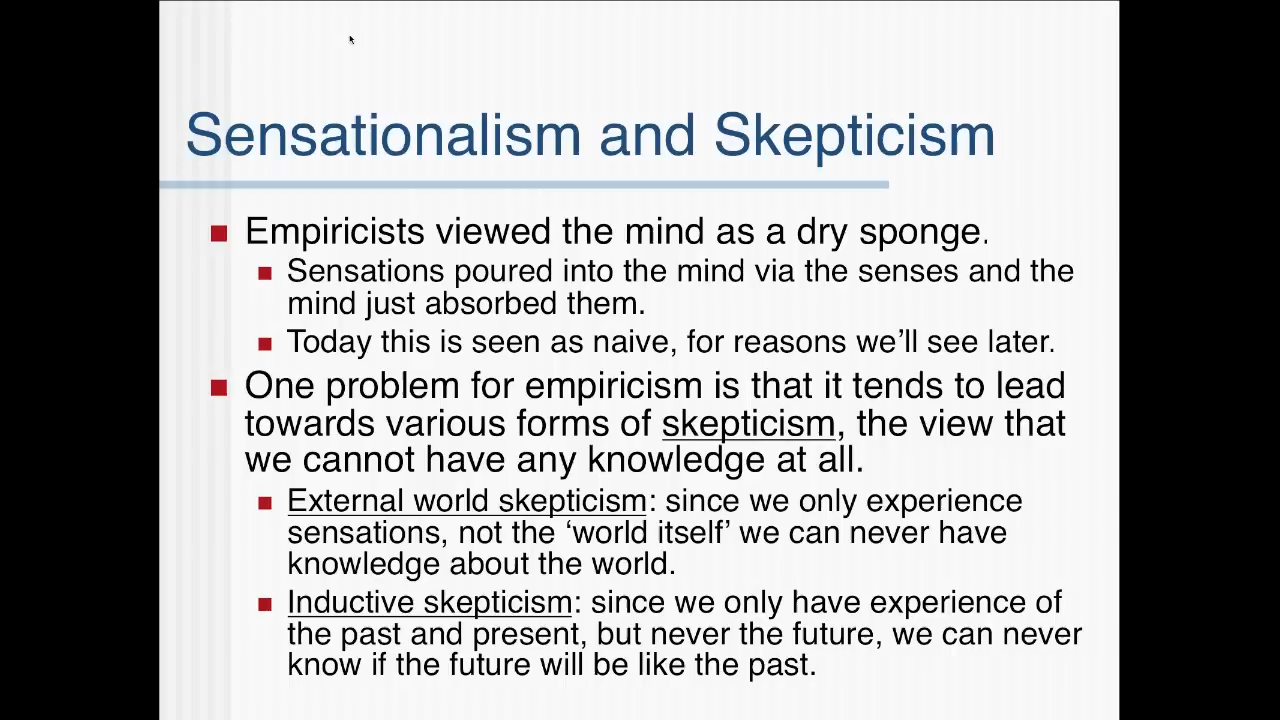 Sensationalism and Skepticism
Empiricists viewed the mind as a dry sponge.
Sensations poured into the mind via the senses and the
mind just absorbed them.
Today this is seen as naive, for reasons we’ll see later.
One problem for empiricism is that it tends to lead
towards various forms of skepticism, the view that
we cannot have any knowledge at all.
External world skepticism: since we only experience
sensations, not the ‘world itself’ we can never have
knowledge about the world.
Inductive skepticism: since we only have experience of
the past and present, but never the future, we can never
know if the future will be like the past.